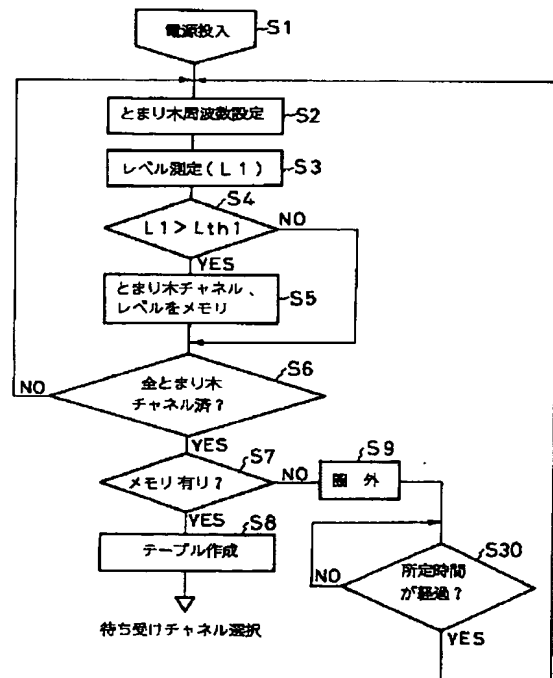 電源投入
S1
とまり木周波数設定
S2
レベル測定(L1)
S3
S4
L1>Lth1
NO
YES
とまり木チャネル、
レベルをメモリ
S5
S6
全とまり木
チャネル済?
NO
YES
S7
メモリ有り?
NO
S9
圏 外
YES
S8
テーブル作成
待ち受けチャネル選択
S30
所定時間
が経過?
NO
YES